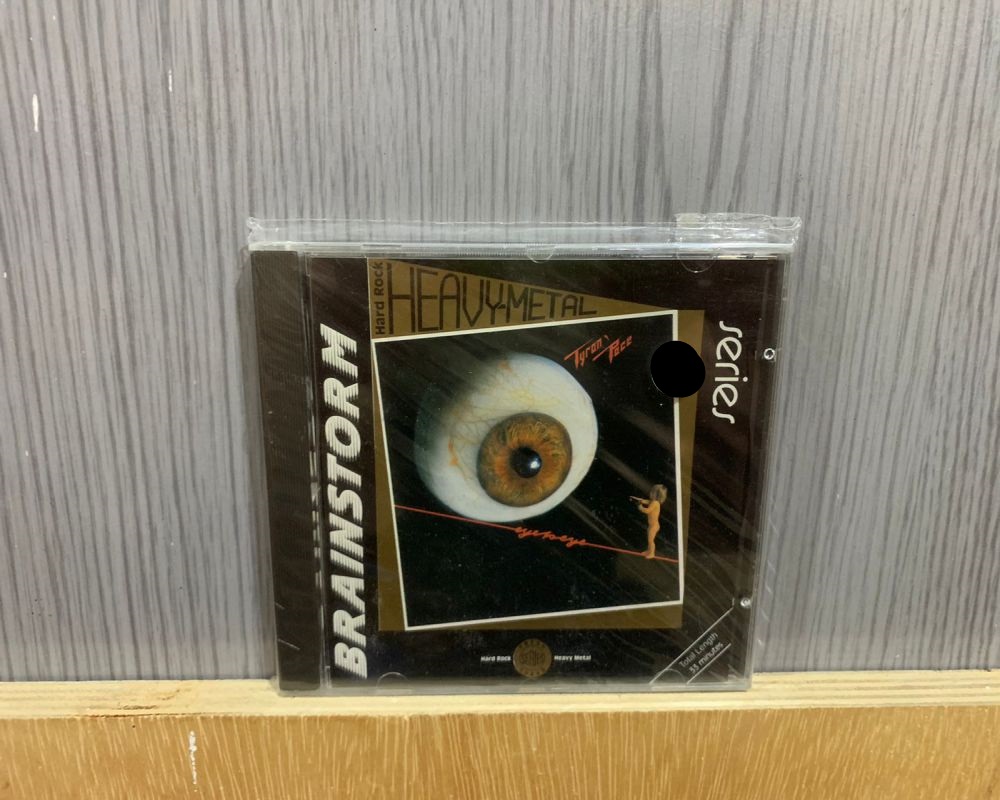 Hard Rock
HEAVY-METAL
BRAINSTORM
series
Tyran' Pace
eye to eye
Hard Rock
SERIES
Heavy Metal
Total Length
35 minutes